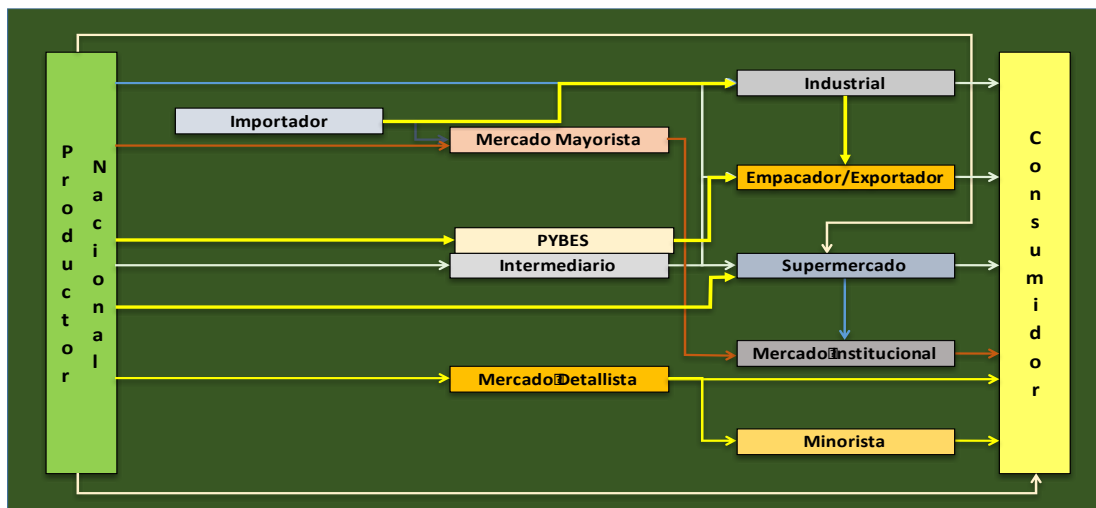 Productor
Nacional
Importador
Mercado Mayorista
PYBES
Intermediario
Mercado Detallista
Industrial
Empacador/Exportador
Supermercado
Mercado Institucional
Minorista
Consumidor